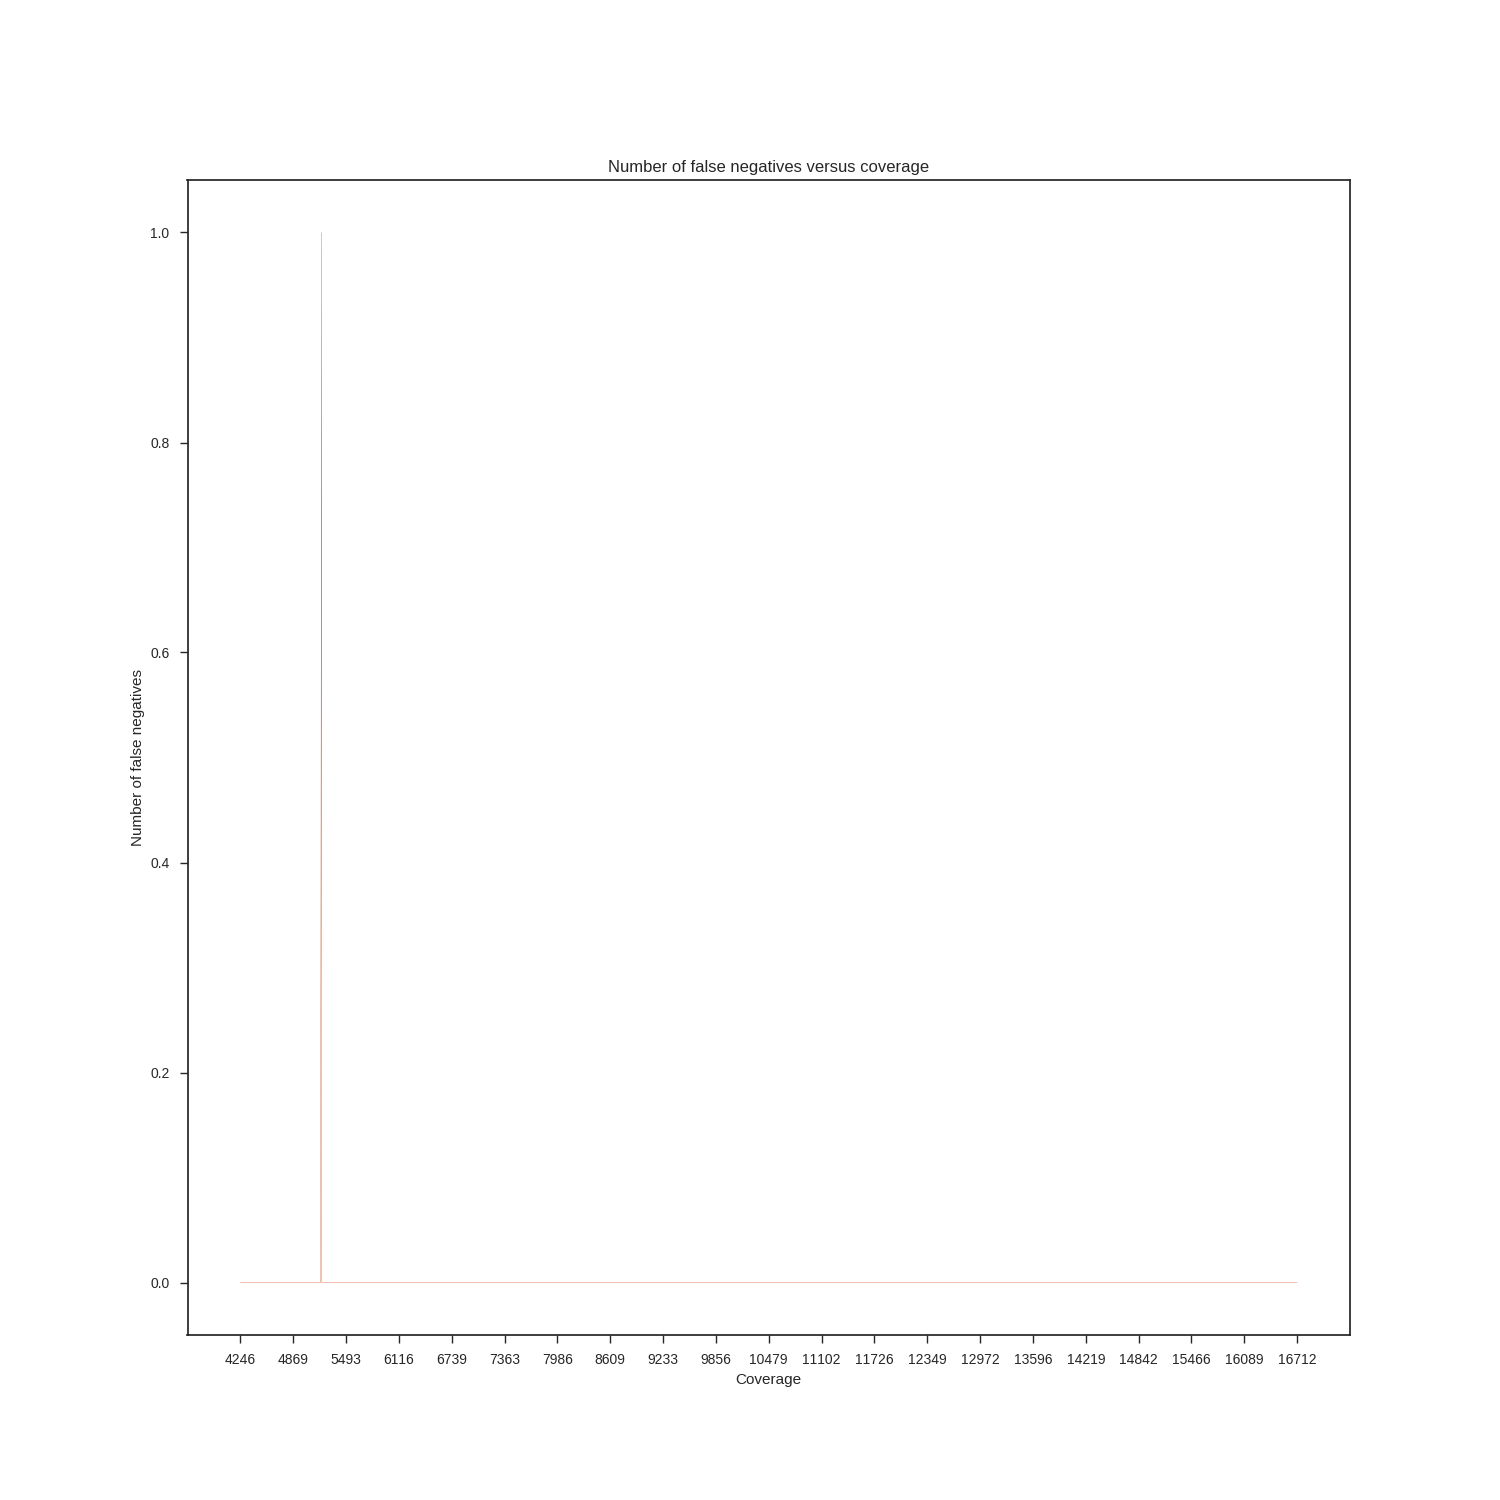 Number of false negatives versus coverage
1.0
0.8
0.6
0.4
0.2
0.0
Number of false negatives
4246 4869 5493 6116 6739 7363 7986 8609 9233 9856 10479 11102 11726 12349 12972 13596 14219 14842 15466 16089 16712
Coverage